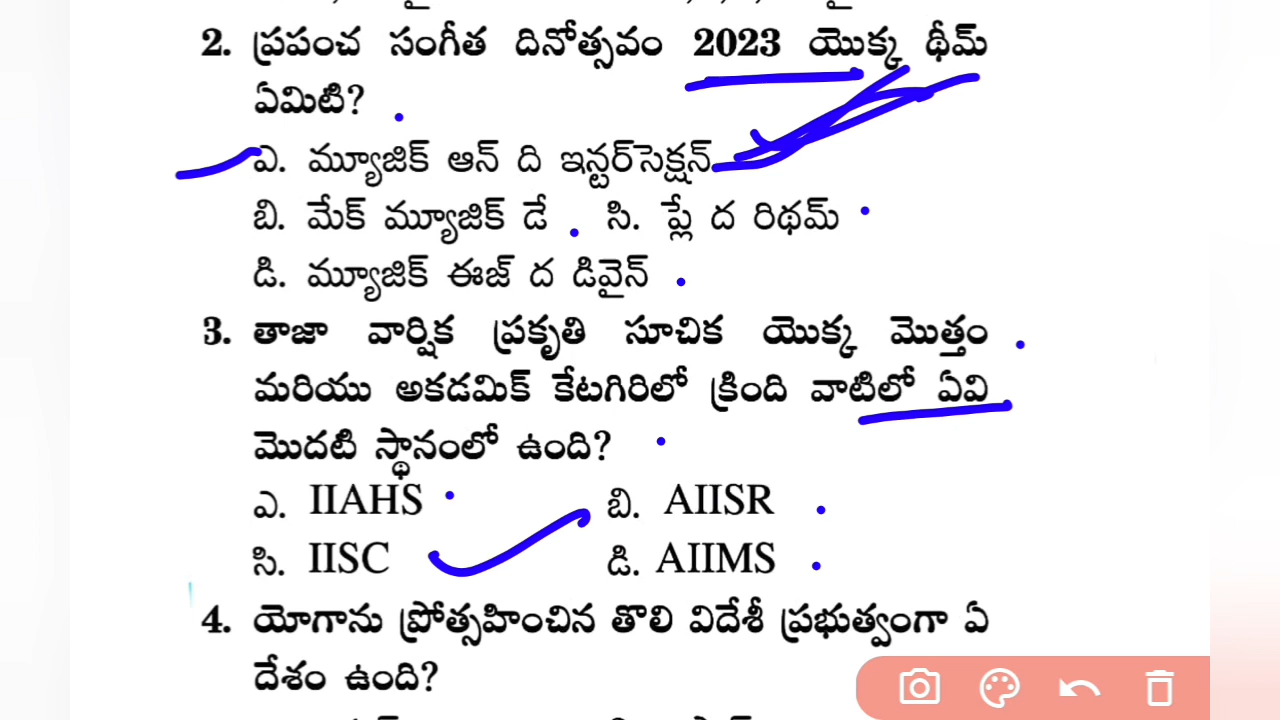 2. ప్రపంచ సంగీత దినోత్సవం 2023 యొక్క థీమ్
ఏమిటి?
ఎ. మ్యూజిక్ ఆన్ ది ఇన్టర్‌సెక్షన్
బి. మేక్ మ్యూజిక్ డే సి. ప్లే ద రిథమ్
డి. మ్యూజిక్ ఈజ్ ద డివైన్
3. తాజా వార్షిక ప్రకృతి సూచిక యొక్క మొత్తం
మరియు అకడమిక్ కేటగిరిలో క్రింది వాటిలో ఏవి
మొదటి స్థానంలో ఉంది?
ఎ. IIAHS బి. AIISR
సి. IISC డి. AIIMS
4. యోగాను ప్రోత్సహించిన తొలి విదేశీ ప్రభుత్వంగా ఏ
దేశం ఉంది?